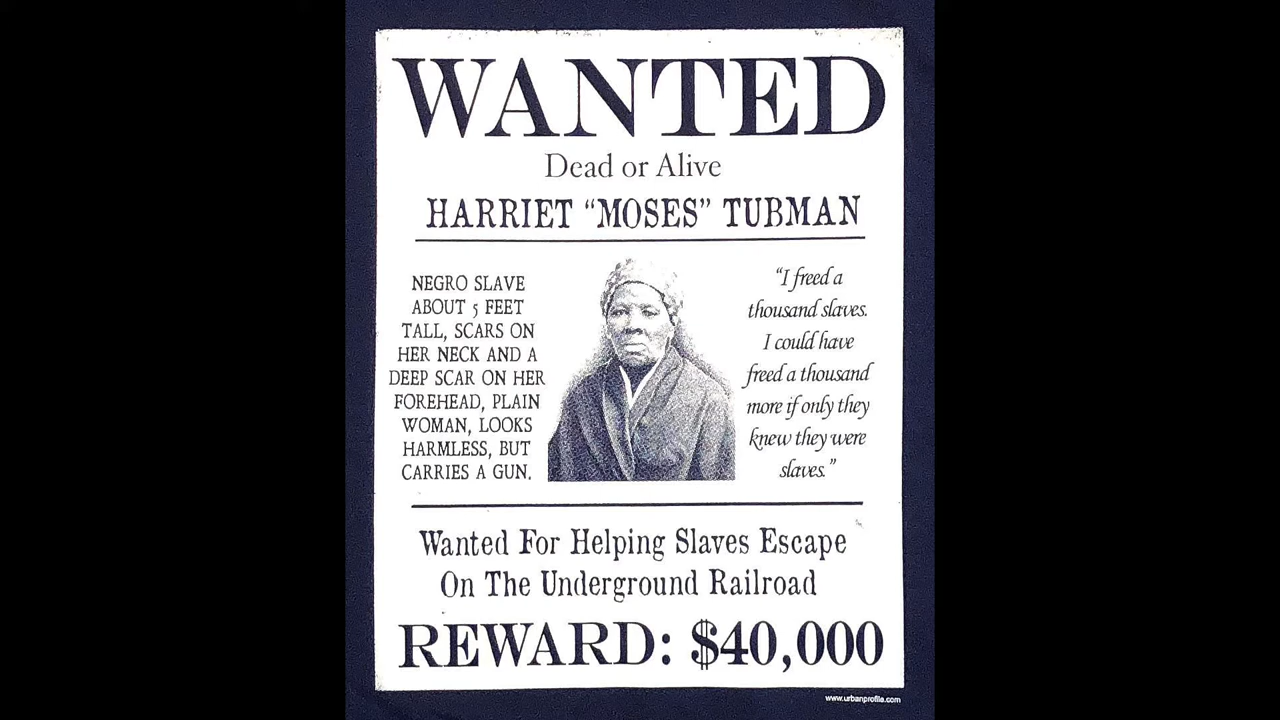 WANTED
Dead or Alive
HARRIET “MOSES” TUBMAN
NEGRO SLAVE
ABOUT 5 FEET
TALL, SCARS ON
HER NECK AND A
DEEP SCAR ON HER
FOREHEAD, PLAIN
WOMAN, LOOKS
HARMLESS, BUT
CARRIES A GUN.
“I freed a
thousand slaves.
I could have
freed a thousand
more if only they
knew they were
slaves.”
Wanted For Helping Slaves Escape
On The Underground Railroad
REWARD: $40,000
www.urbanprofile.com